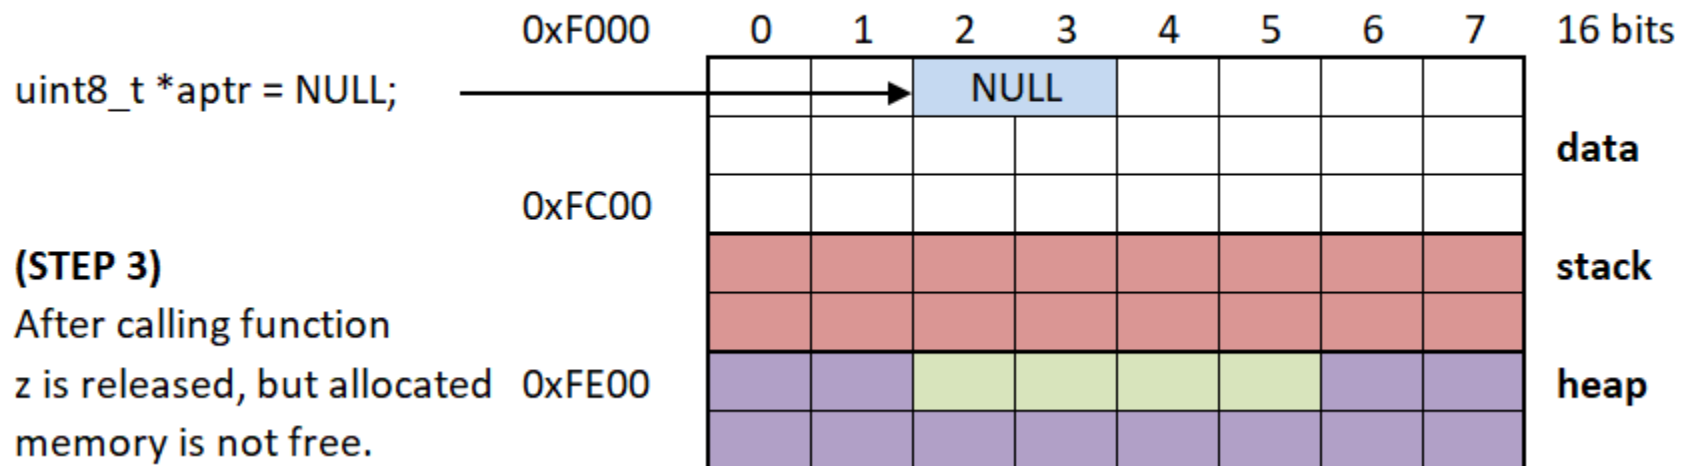 0xF000 0 1 2 3 4 5 6 7 16 bits
uint8_t *aptr = NULL; NULL
data
0xFC00
(STEP 3) stack
After calling function
z is released, but allocated 0xFE00 heap
memory is not free.